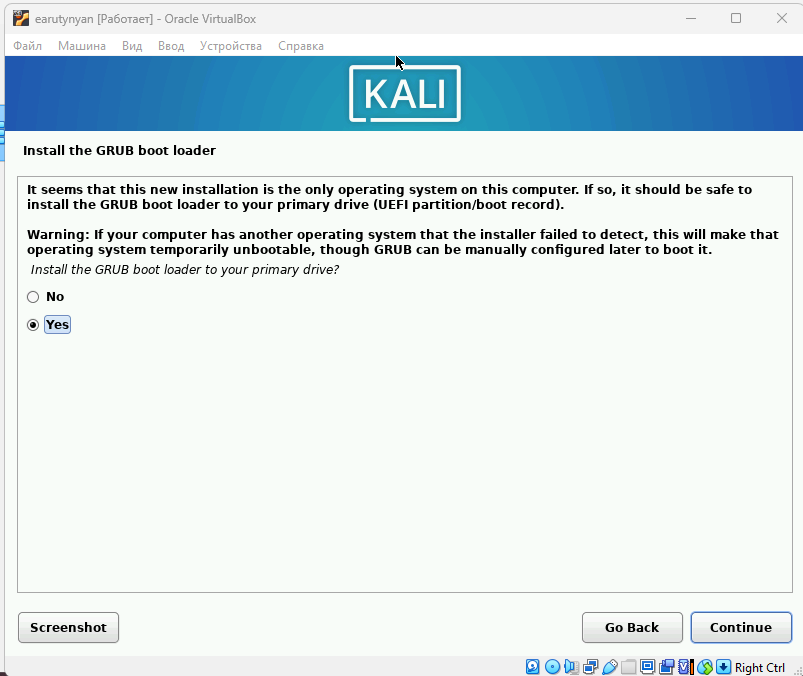 earutynyan [Работает] - Oracle VirtualBox
Файл Машина Вид Ввод Устройства Справка
KALI
Install the GRUB boot loader
It seems that this new installation is the only operating system on this computer. If so, it should be safe to
install the GRUB boot loader to your primary drive (UEFI partition/boot record).
Warning: If your computer has another operating system that the installer failed to detect, this will make that
operating system temporarily unbootable, though GRUB can be manually configured later to boot it.
Install the GRUB boot loader to your primary drive?
No
Yes
Screenshot Go Back Continue
Right Ctrl